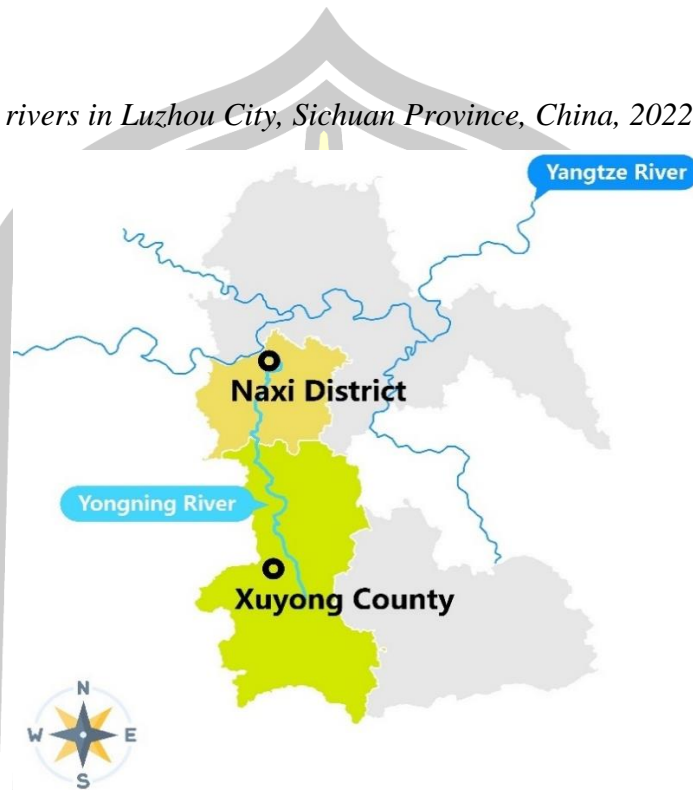 rivers in Luzhou City, Sichuan Province, China, 2022
Yangtze River
Naxi District
Yongning River
Xuyong County
N
W E
S